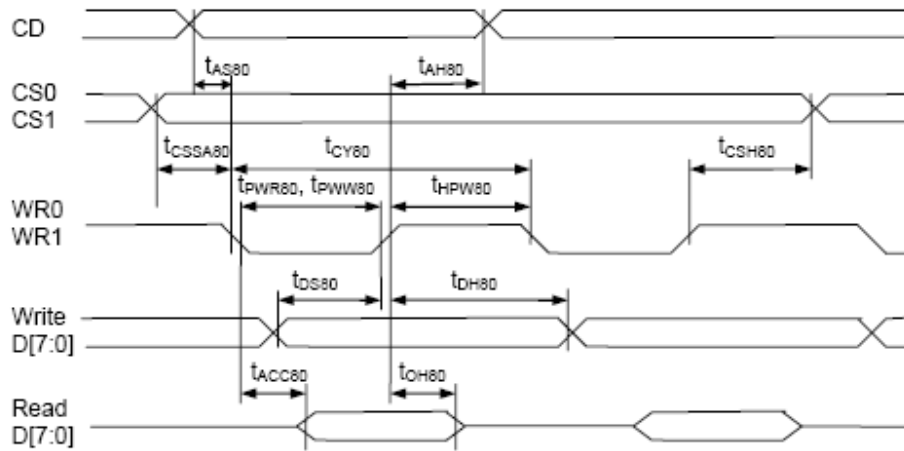 CD
tAS80 tAH80
CS0
CS1
tCSSA80 tCY80 tCSH80
tPWR80, tPWW80 tHPW80
WR0
WR1
tDS80 tDH80
Write
D[7:0]
tACC80 tOH80
Read
D[7:0]